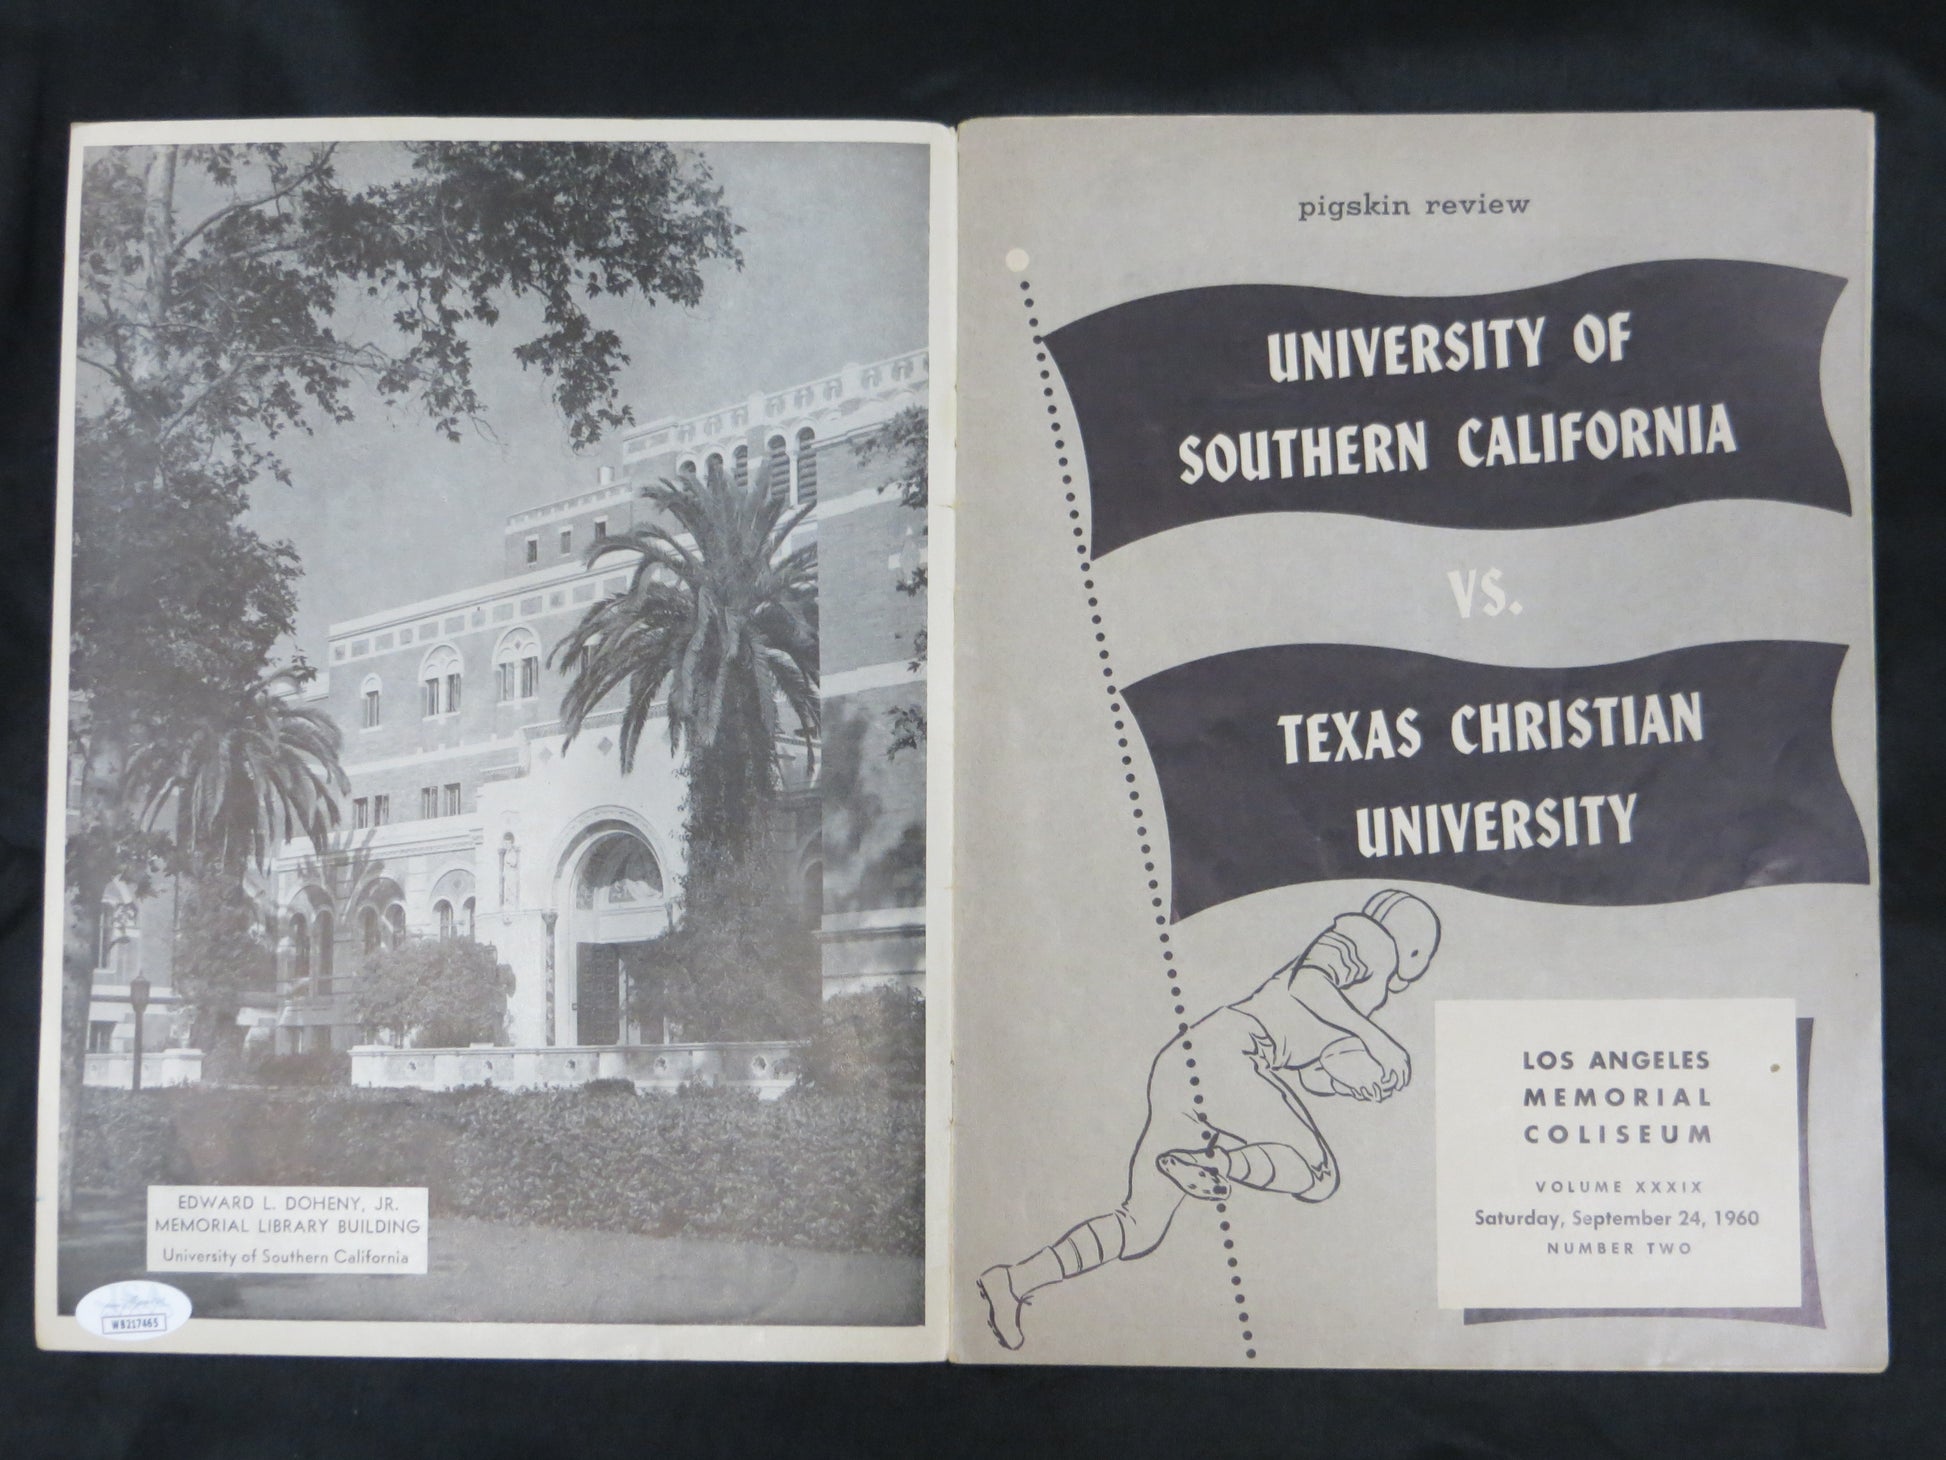 EDWARD L. DOHENY, JR.
MEMORIAL LIBRARY BUILDING
University of Southern California
WB217465
pigskin review
UNIVERSITY OF
SOUTHERN CALIFORNIA
VS.
TEXAS CHRISTIAN
UNIVERSITY
LOS ANGELES
MEMORIAL
COLISEUM
VOLUME XXXIX
Saturday, September 24, 1960
NUMBER TWO